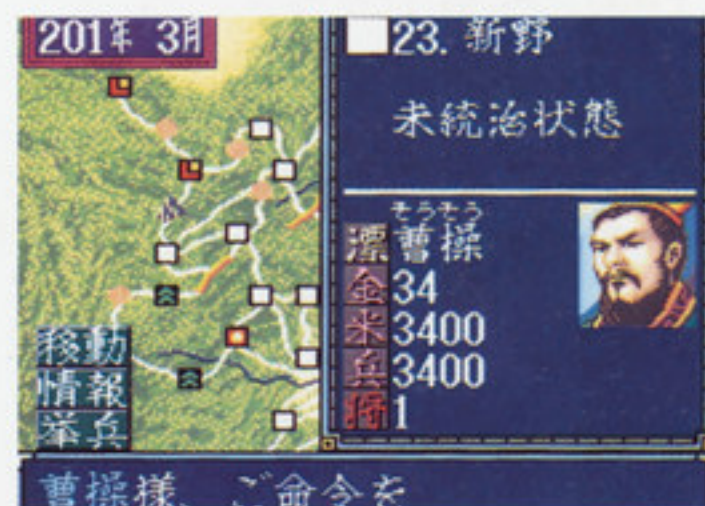 201年 3月
23. 新野
未統治状態
そうそう
漂 曹操
金 34
米 3400
兵 3400
将 1
移動
情報
挙兵
曹操様、ご命令を